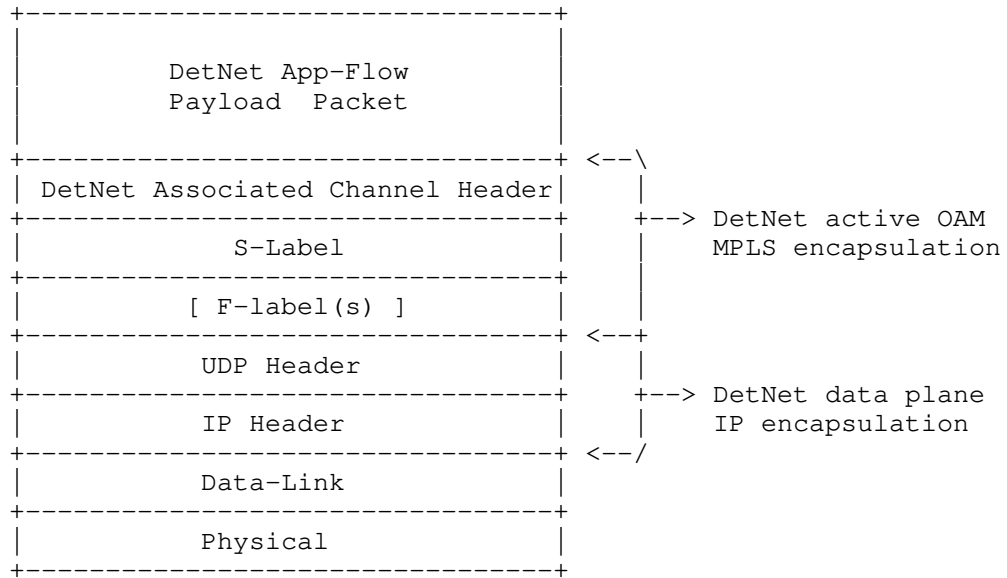 +---------------------------------+
|                                 |
|         DetNet App-Flow         |
|         Payload  Packet         |
|                                 |
+---------------------------------+ <--\
| DetNet Associated Channel Header|    |
+---------------------------------+    +--> DetNet active OAM
|             S-Label             |    |    MPLS encapsulation
+---------------------------------+    |
|          [ F-label(s) ]         |    |
+---------------------------------+ <--+
|           UDP Header            |    |
+---------------------------------+    +--> DetNet data plane
|           IP Header             |    |    IP encapsulation
+---------------------------------+ <--/
|           Data-Link             |
+---------------------------------+
|           Physical              |
+---------------------------------+